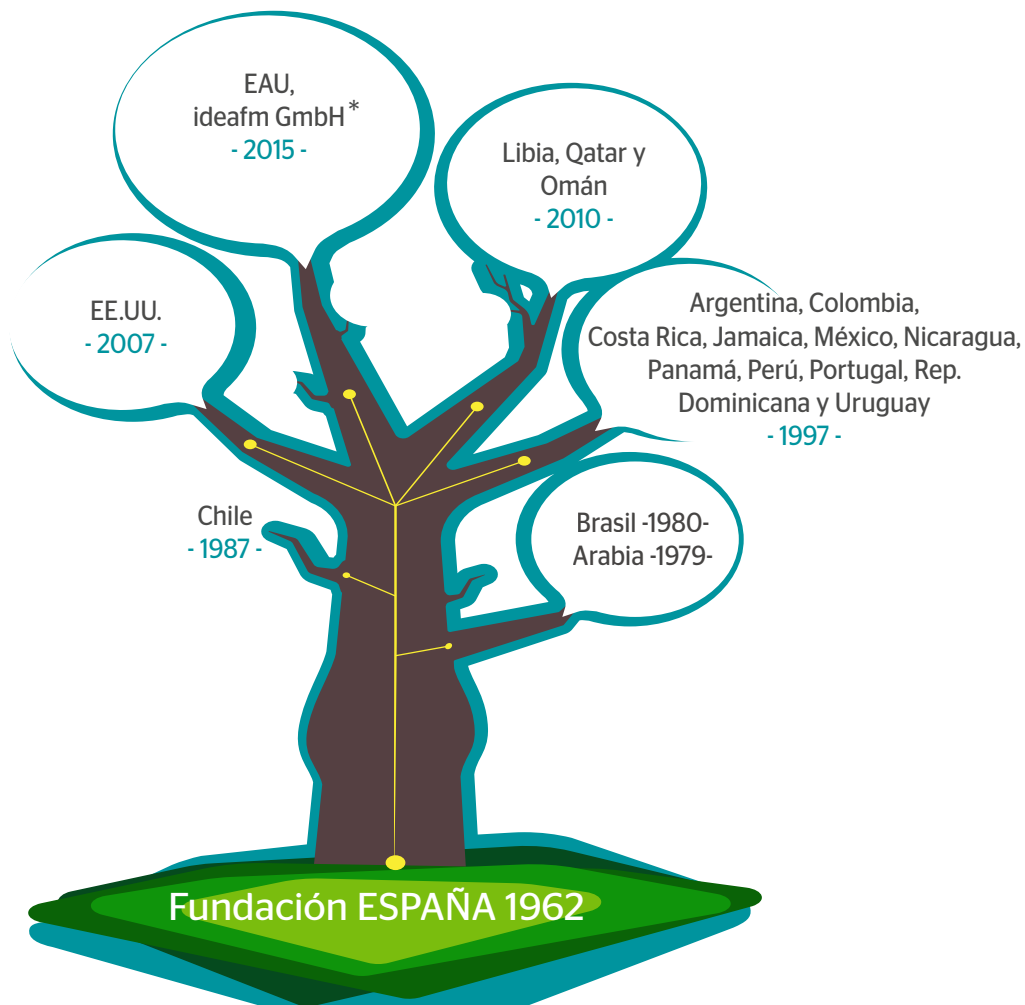 EAU,
ideafm GmbH*
- 2015 -
Libia, Qatar y
Omán
- 2010 -
EE.UU.
- 2007 -
Argentina, Colombia,
Costa Rica, Jamaica, México, Nicaragua,
Panamá, Perú, Portugal, Rep.
Dominicana y Uruguay
- 1997 -
Chile
- 1987 -
Brasil -1980-
Arabia -1979-
Fundación ESPAÑA 1962